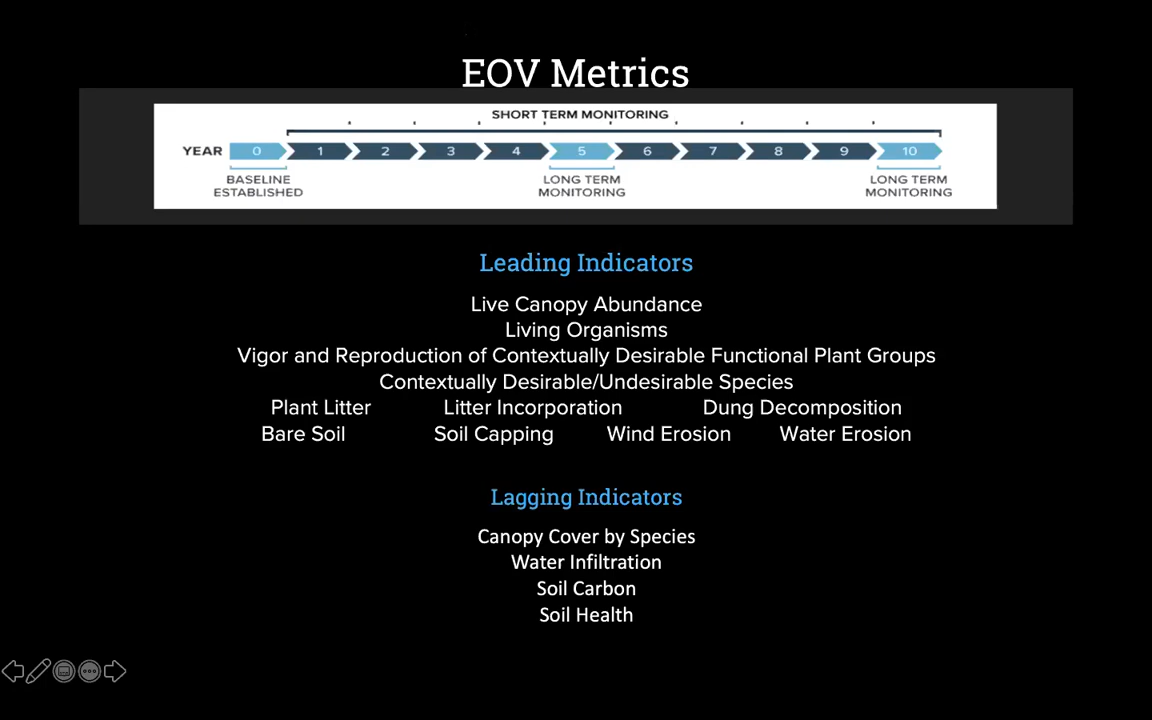 EOV Metrics
SHORT TERM MONITORING
YEAR 0 1 2 3 4 5 6 7 8 9 10
BASELINE ESTABLISHED
LONG TERM MONITORING
LONG TERM MONITORING
Leading Indicators
Live Canopy Abundance
Living Organisms
Vigor and Reproduction of Contextually Desirable Functional Plant Groups
Contextually Desirable/Undesirable Species
Plant Litter Litter Incorporation Dung Decomposition
Bare Soil Soil Capping Wind Erosion Water Erosion
Lagging Indicators
Canopy Cover by Species
Water Infiltration
Soil Carbon
Soil Health